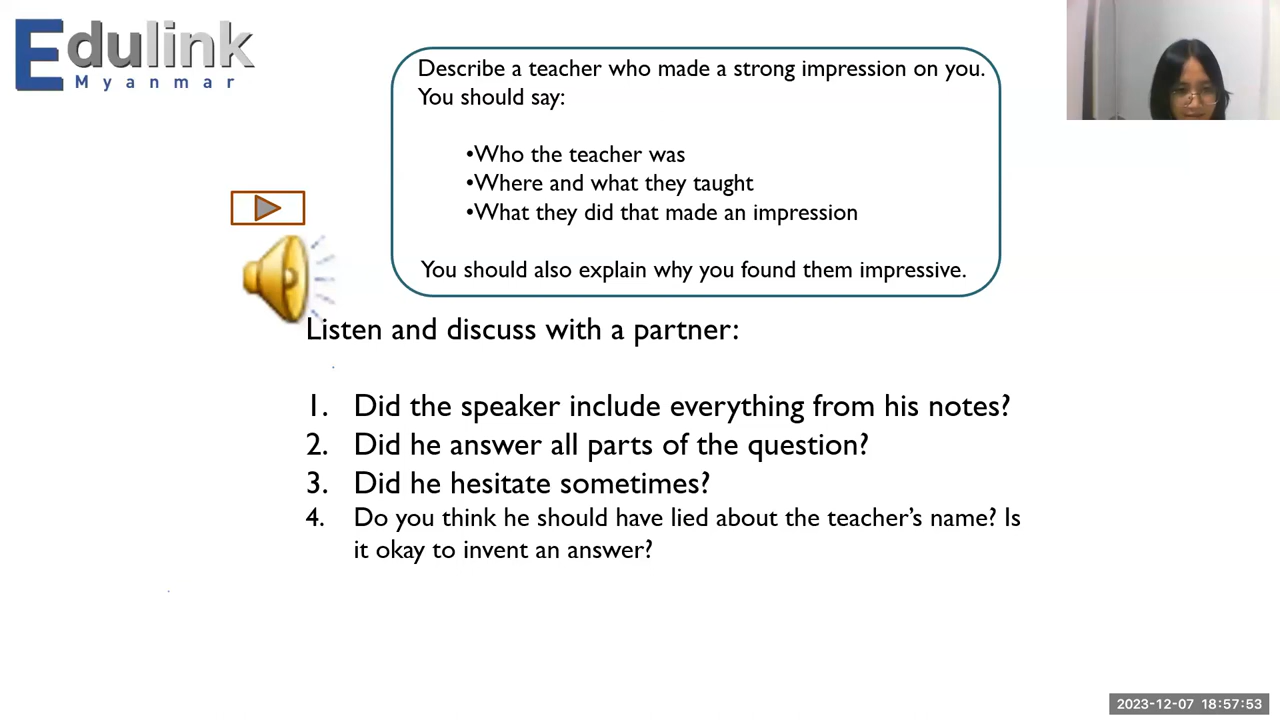 Edulink
Myanmar
Describe a teacher who made a strong impression on you.
You should say:
•Who the teacher was
•Where and what they taught
•What they did that made an impression
You should also explain why you found them impressive.
Listen and discuss with a partner:
1. Did the speaker include everything from his notes?
2. Did he answer all parts of the question?
3. Did he hesitate sometimes?
4. Do you think he should have lied about the teacher’s name? Is
it okay to invent an answer?
2023-12-07 18:57:53